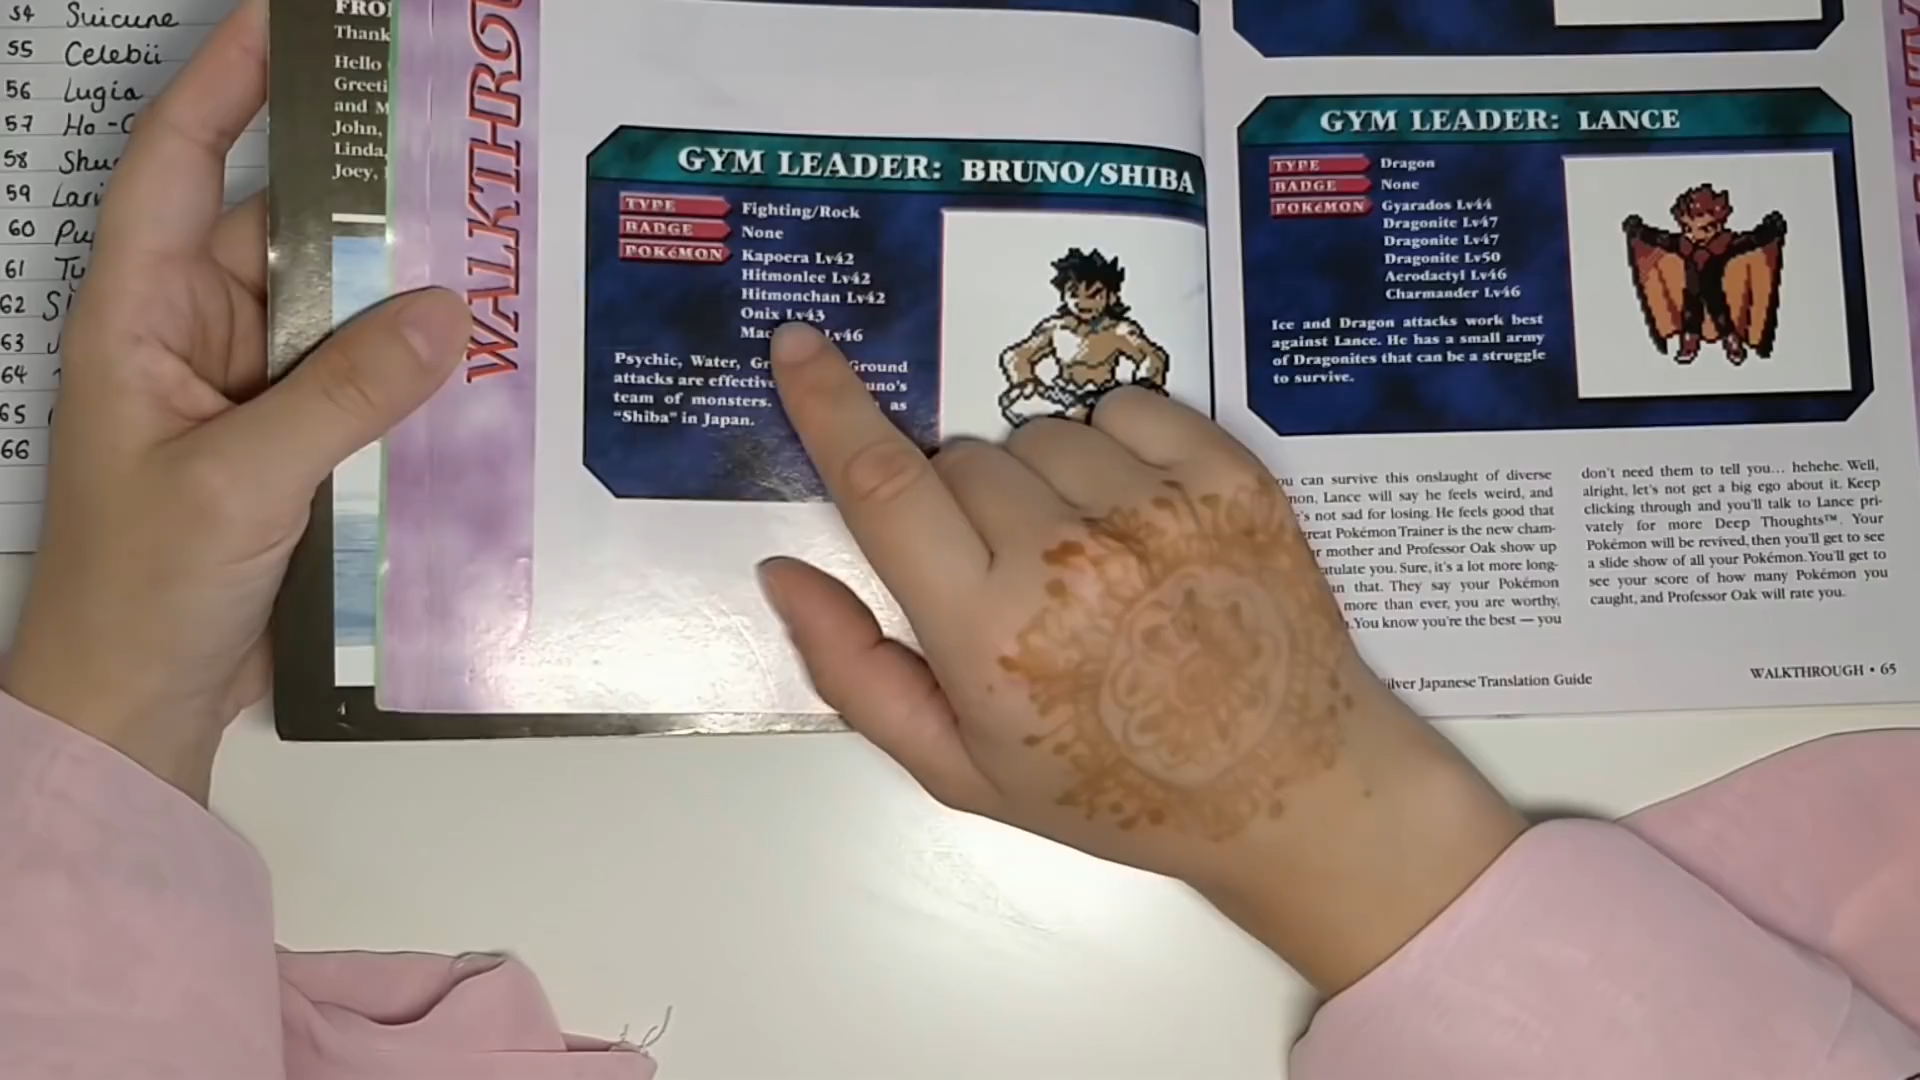 54 Suicune
55 Celebii
56 Lugia
57
58
59
60
61
62
63
64
65
66
Thank
Hello
Greeti
and M
John,
Linda,
Joey,
4
WALKTHROU
GYM LEADER: BRUNO/SHIBA
TYPE Fighting/Rock
BADGE None
POKéMON Kapoera Lv42
Hitmonlee Lv42
Hitmonchan Lv42
Onix Lv43
Lv46
Psychic, Water, Ground
attacks are effective uno's
team of monsters. as
"Shiba" in Japan.
GYM LEADER: LANCE
TYPE Dragon
BADGE None
POKéMON Gyarados Lv44
Dragonite Lv47
Dragonite Lv47
Dragonite Lv50
Aerodactyl Lv46
Charmander Lv46
Ice and Dragon attacks work best
against Lance. He has a small army
of Dragonites that can be a struggle
to survive.
ou can survive this onslaught of diverse
mon, Lance will say he feels weird, and
's not sad for losing. He feels good that
reat Pokémon Trainer is the new cham-
r mother and Professor Oak show up
atulate you. Sure, it's a lot more long-
an that. They say your Pokémon
more than ever, you are worthy,
. You know you're the best — you
don't need them to tell you... hehehe. Well,
alright, let's not get a big ego about it. Keep
clicking through and you'll talk to Lance pri-
vately for more Deep Thoughts™. Your
Pokémon will be revived, then you'll get to see
a slide show of all your Pokémon. You'll get to
see your score of how many Pokémon you
caught, and Professor Oak will rate you.
ilver Japanese Translation Guide
WALKTHROUGH • 65